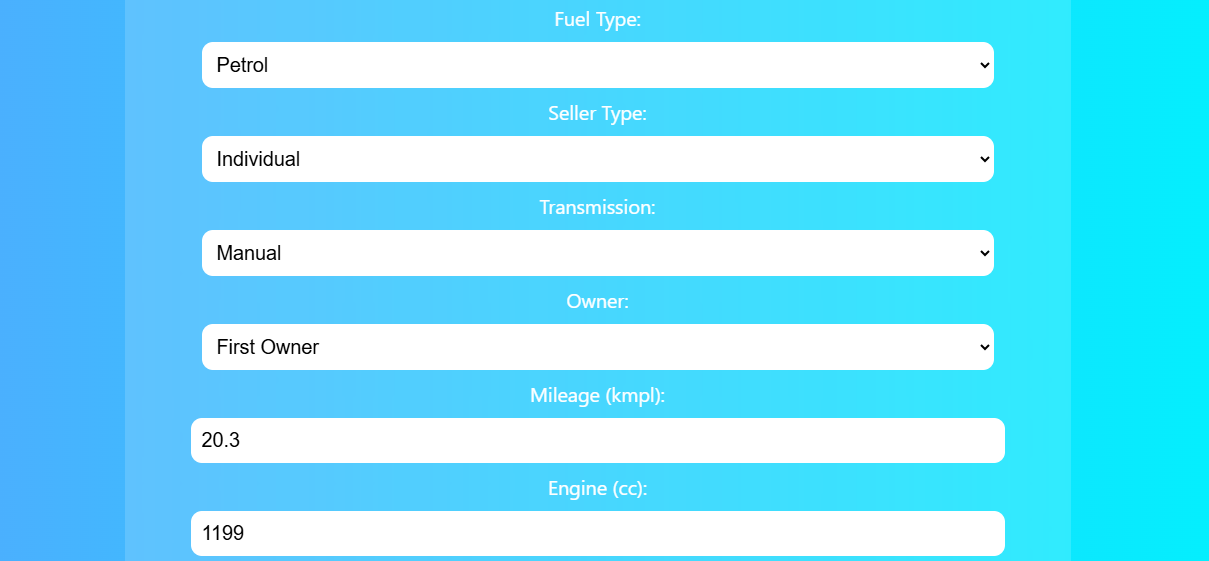 Fuel Type:
Petrol
Seller Type:
Individual
Transmission:
Manual
Owner:
First Owner
Mileage (kmpl):
20.3
Engine (cc):
1199